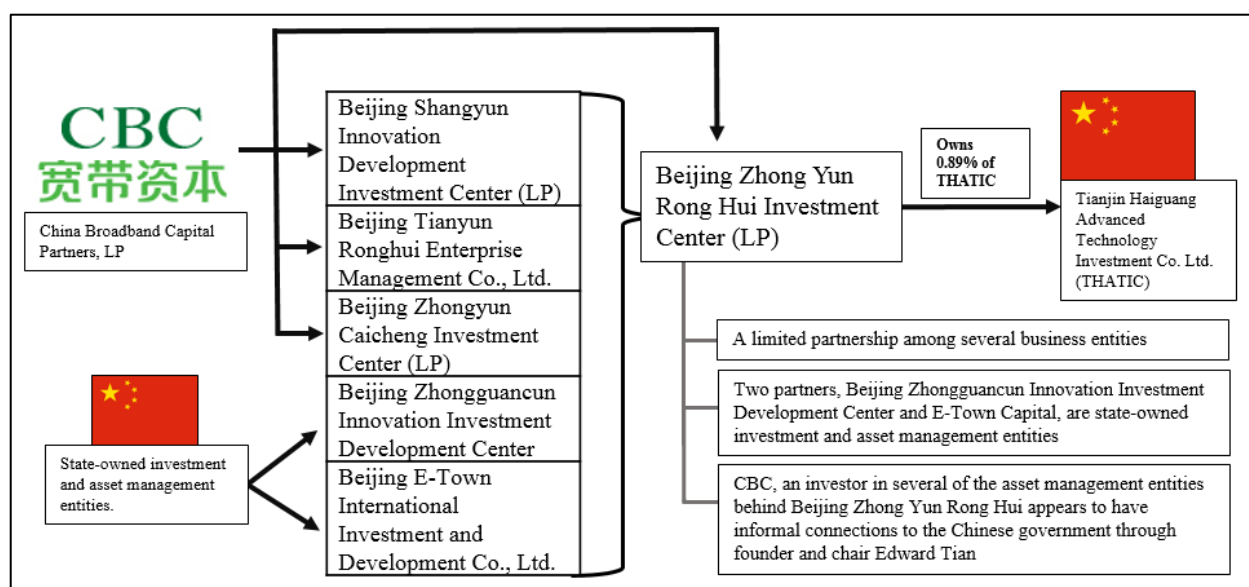 CBC
宽带资本
China Broadband Capital
Partners, LP
State-owned investment
and asset management
entities.
Beijing Shangyun
Innovation
Development
Investment Center (LP)
Beijing Tianyun
Ronghui Enterprise
Management Co., Ltd.
Beijing Zhongyun
Caicheng Investment
Center (LP)
Beijing Zhongguancun
Innovation Investment
Development Center
Beijing E-Town
International
Investment and
Development Co., Ltd.
Beijing Zhong Yun
Rong Hui Investment
Center (LP)
Owns
0.89% of
THATIC
Tianjin Haiguang
Advanced
Technology
Investment Co. Ltd.
(THATIC)
A limited partnership among several business entities
Two partners, Beijing Zhongguancun Innovation Investment
Development Center and E-Town Capital, are state-owned
investment and asset management entities
CBC, an investor in several of the asset management entities
behind Beijing Zhong Yun Rong Hui appears to have
informal connections to the Chinese government through
founder and chair Edward Tian